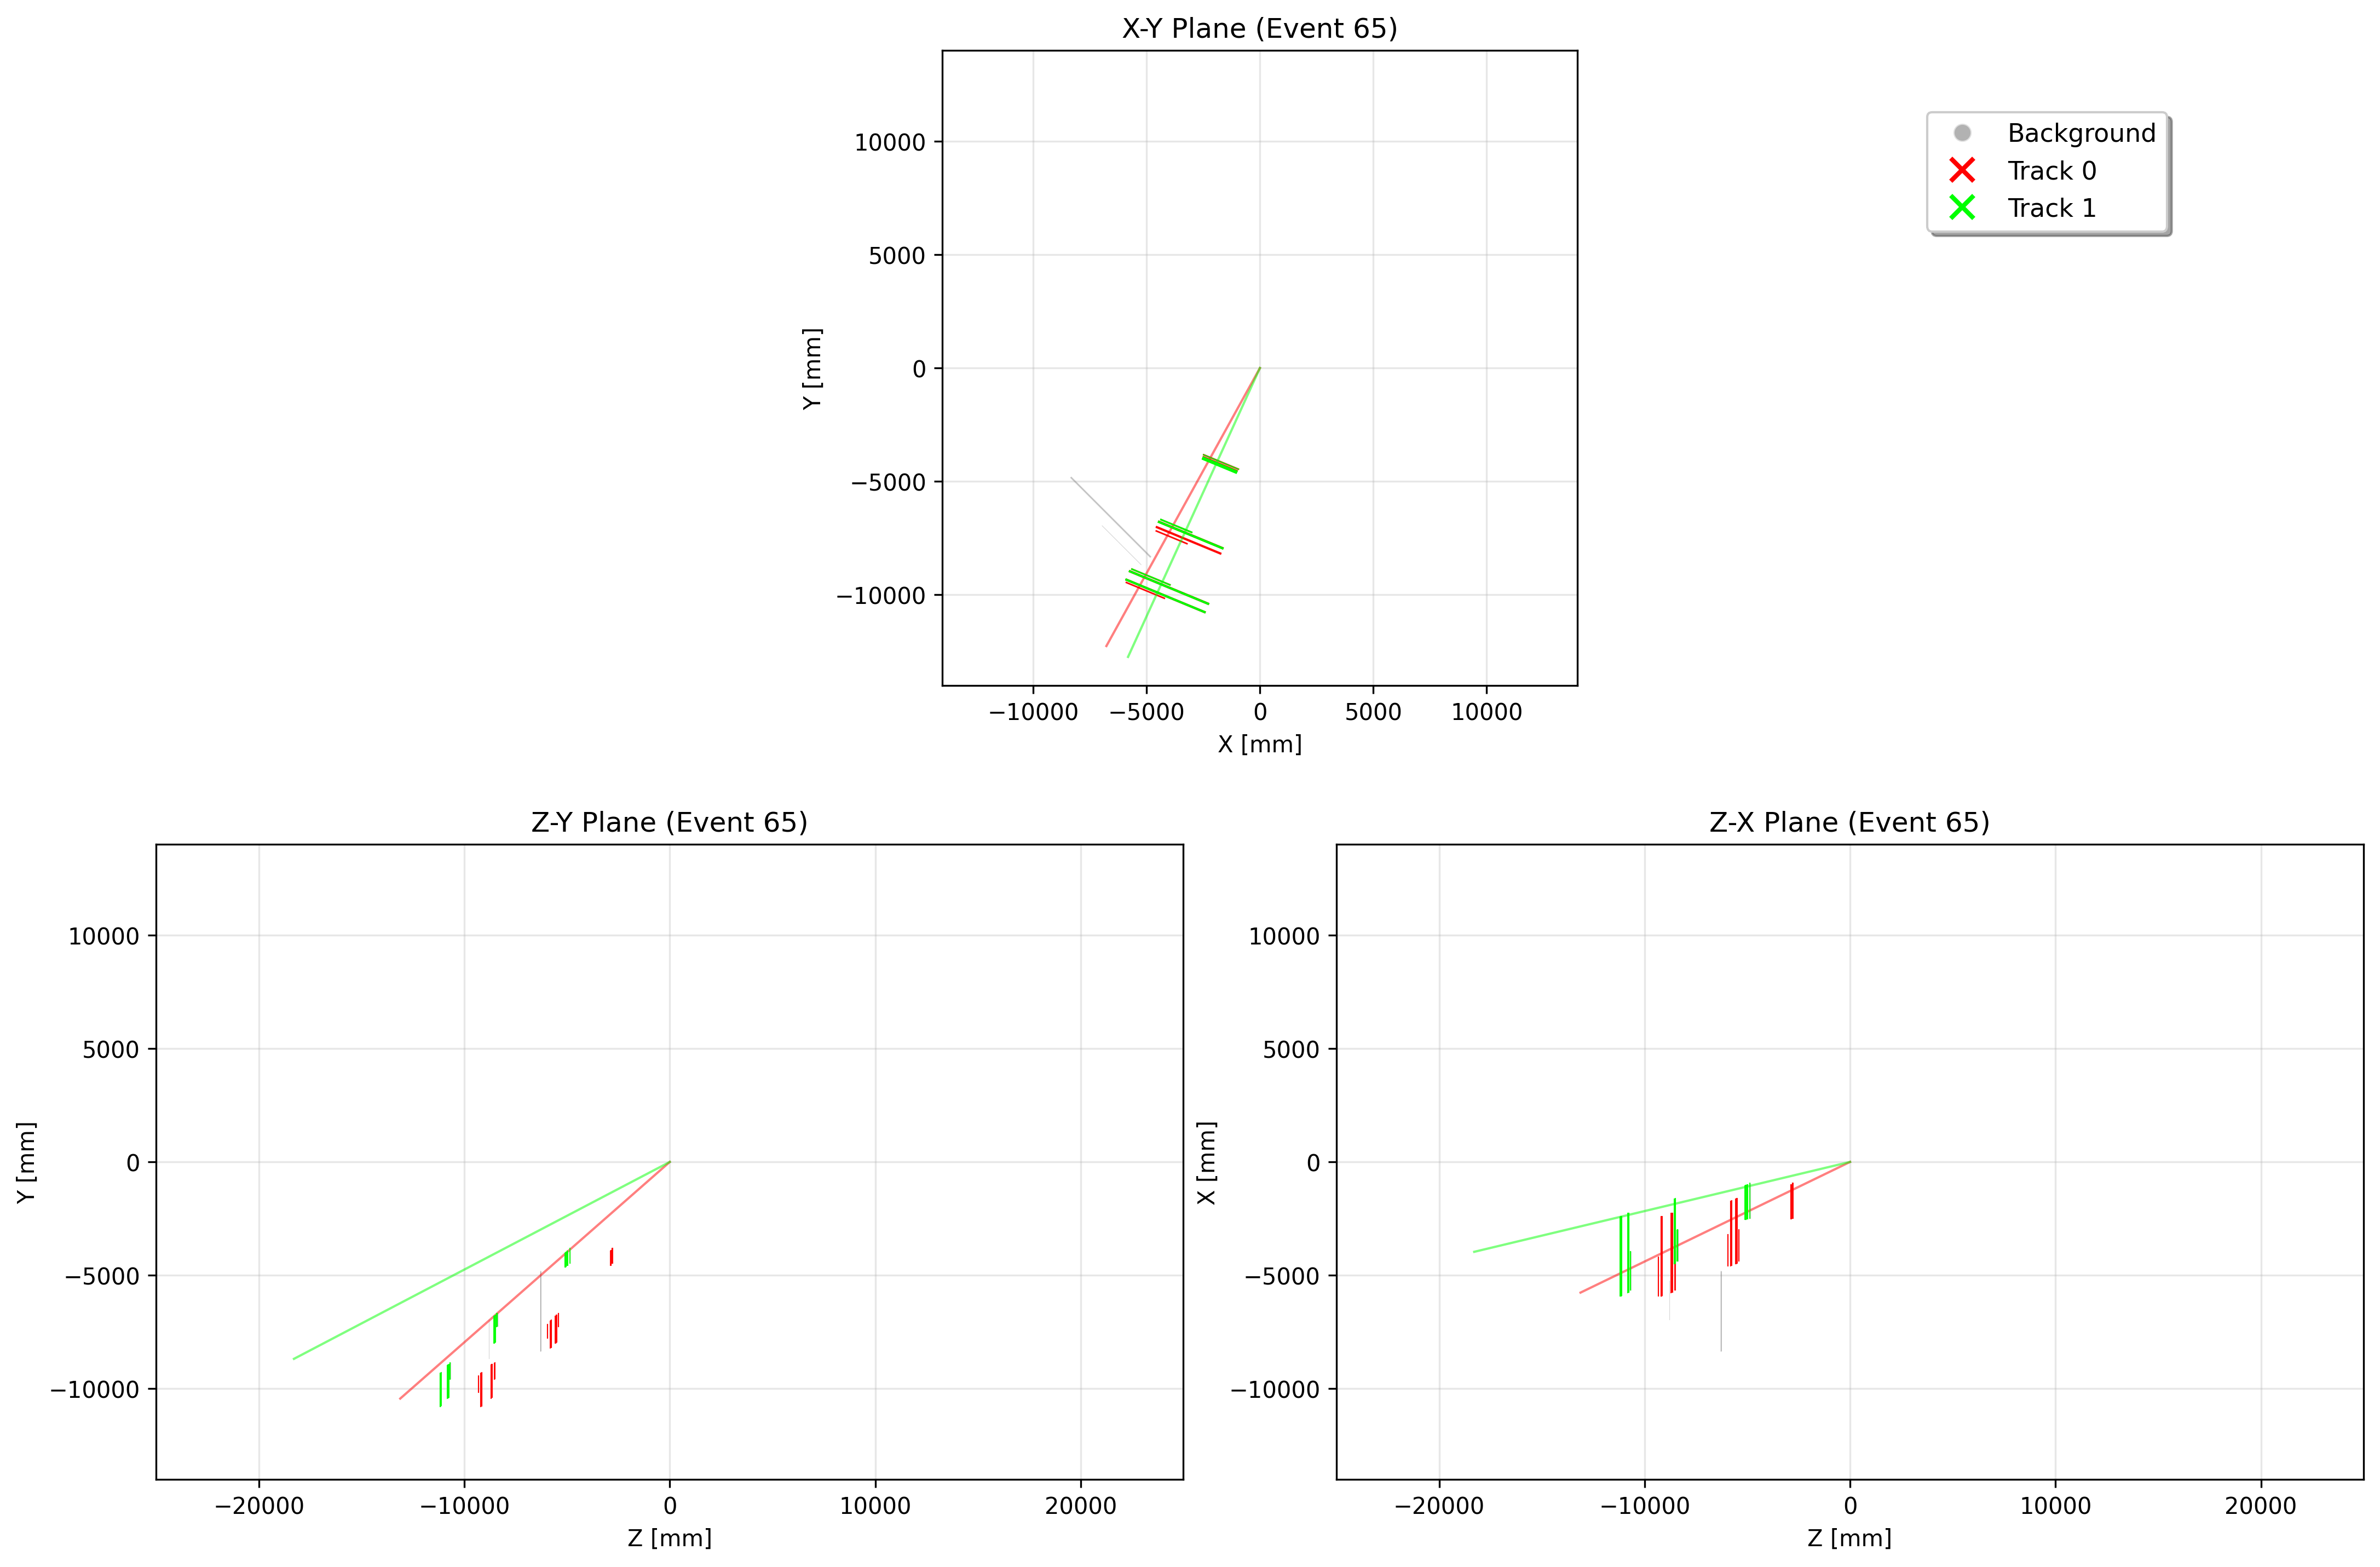 X-Y Plane (Event 65)
Y [mm]
10000
5000
0
−5000
−10000
−10000 −5000 0 5000 10000
X [mm]
Background
Track 0
Track 1
Z-Y Plane (Event 65)
Y [mm]
10000
5000
0
−5000
−10000
−20000 −10000 0 10000 20000
Z [mm]
Z-X Plane (Event 65)
X [mm]
10000
5000
0
−5000
−10000
−20000 −10000 0 10000 20000
Z [mm]